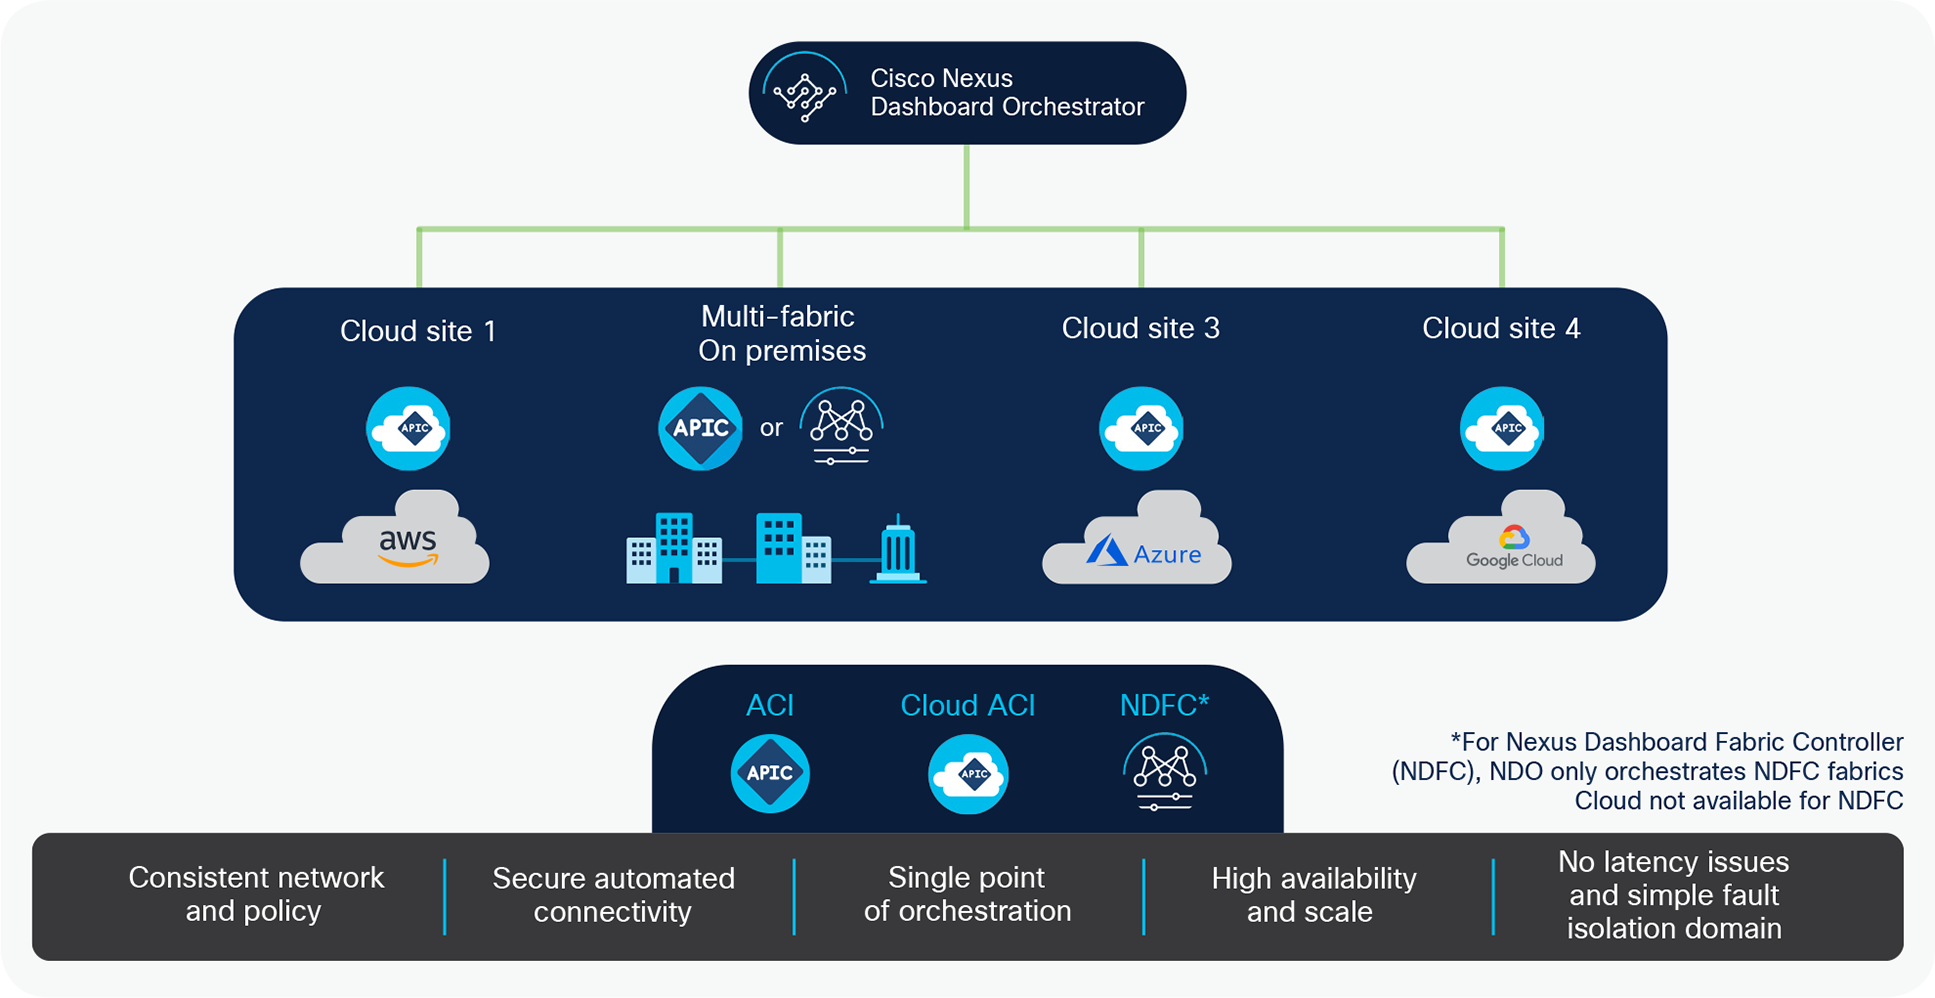 Cisco Nexus
Dashboard Orchestrator
Cloud site 1
Multi-fabric
On premises
Cloud site 3
Cloud site 4
APIC
APIC
or
APIC
APIC
aws
Azure
Google Cloud
ACI
Cloud ACI
NDFC*
APIC
APIC
*For Nexus Dashboard Fabric Controller
(NDFC), NDO only orchestrates NDFC fabrics
Cloud not available for NDFC
Consistent network
and policy
Secure automated
connectivity
Single point
of orchestration
High availability
and scale
No latency issues
and simple fault
isolation domain